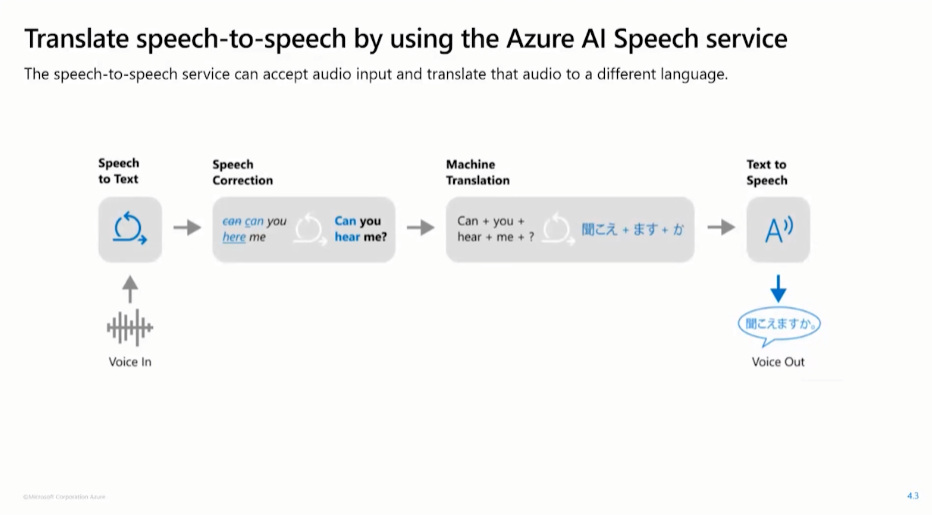 Translate speech-to-speech by using the Azure AI Speech service
The speech-to-speech service can accept audio input and translate that audio to a different language.
Speech
to Text
Speech
Correction
can can you
here me
Can you
hear me?
Machine
Translation
Can + you +
hear + me + ?
聞こえ + ます + か
Text to
Speech
A
聞こえますか。
Voice In
Voice Out
©Microsoft Corporation Azure
4.3